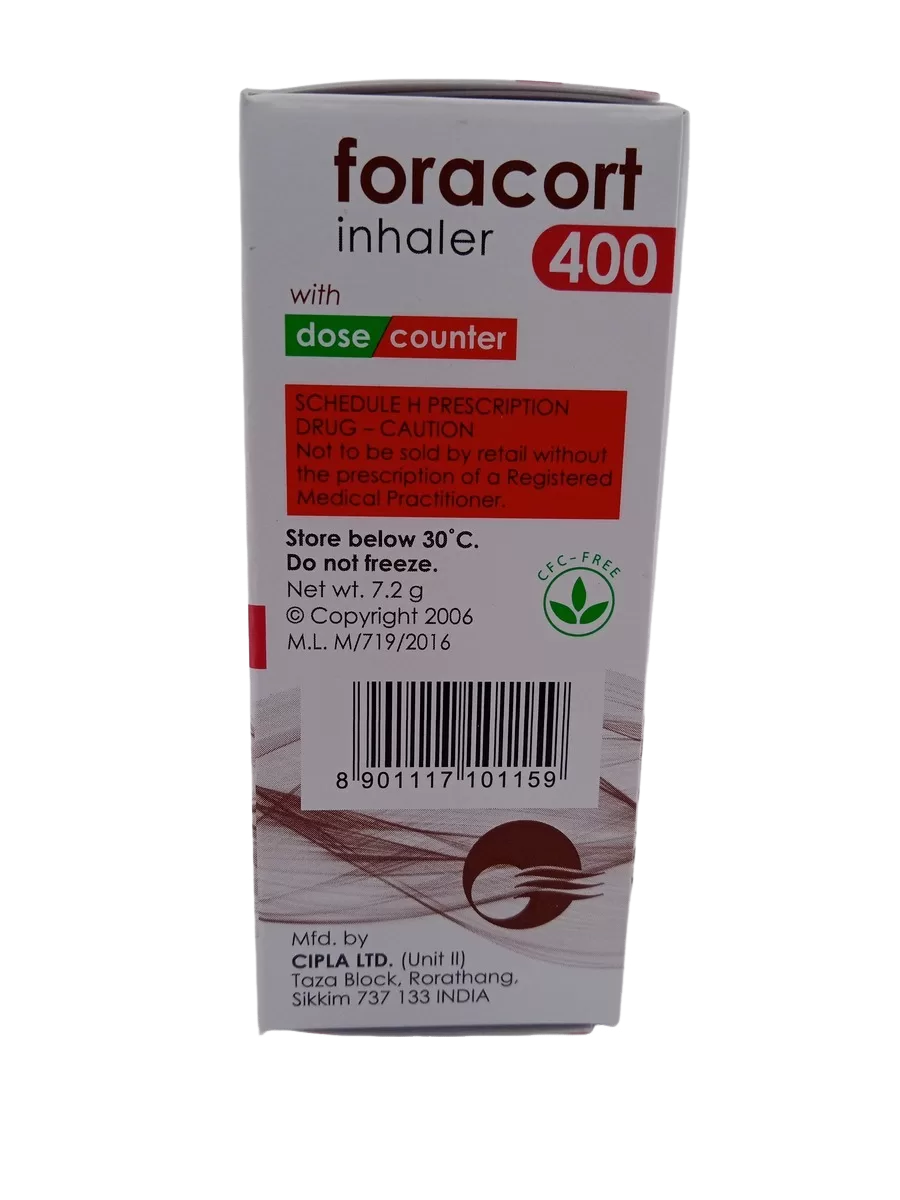 foracort
inhaler
400
with
dose counter
SCHEDULE H PRESCRIPTION
DRUG – CAUTION
Not to be sold by retail without
the prescription of a Registered
Medical Practitioner.
Store below 30°C.
Do not freeze.
Net wt. 7.2 g
© Copyright 2006
M.L. M/719/2016
CFC-FREE
8 901117 101159
Mfd. by
CIPLA LTD. (Unit II)
Taza Block, Rorathang,
Sikkim 737 133 INDIA